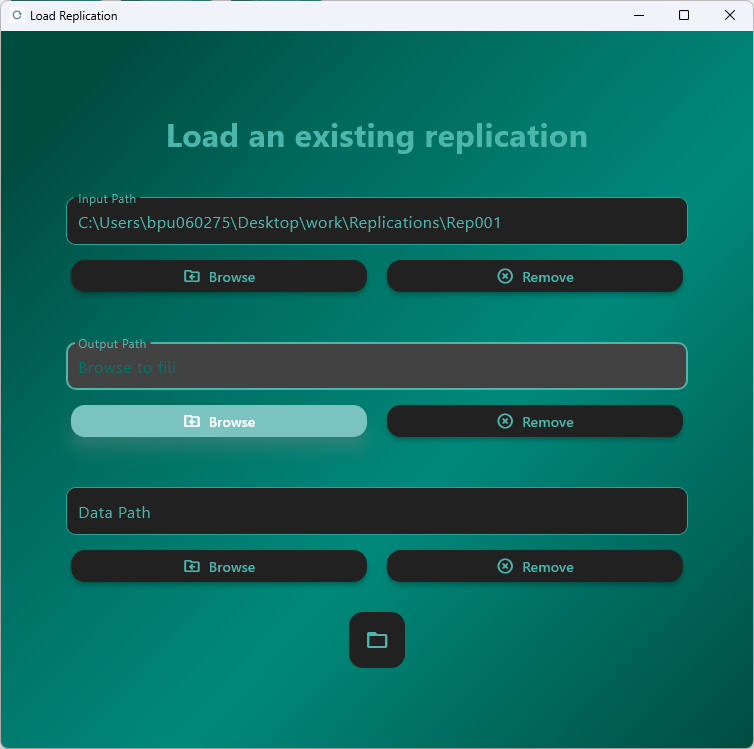 Load Replication
Load an existing replication
Input Path
C:\Users\bpu060275\Desktop\work\Replications\Rep001
Browse
Remove
Output Path
Browse to fill
Browse
Remove
Data Path
Browse
Remove